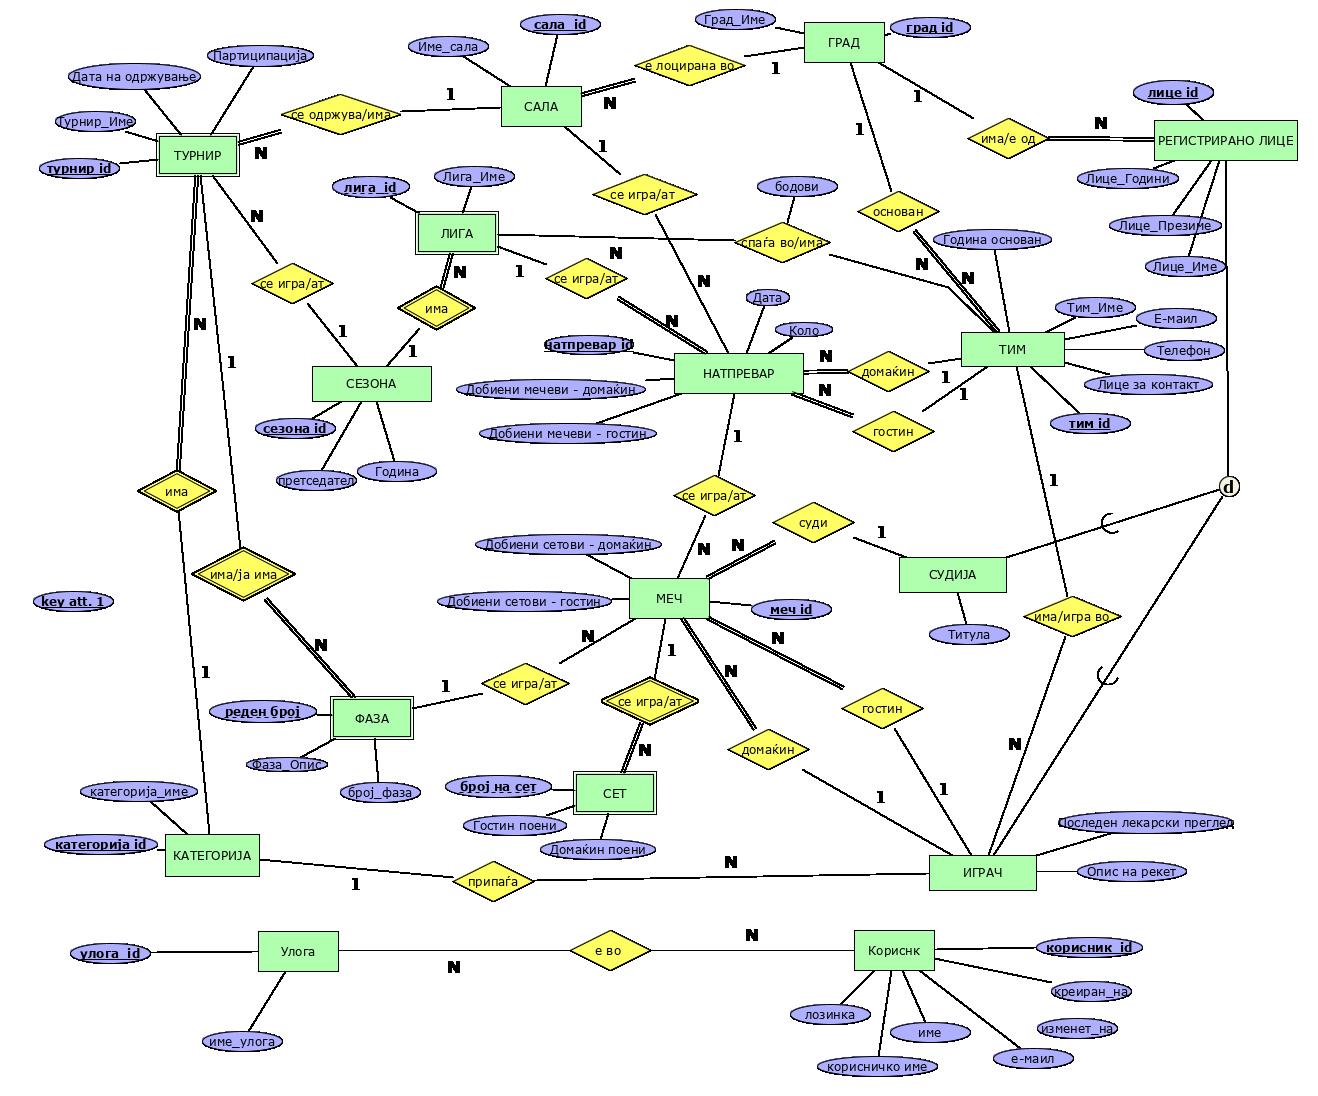 Град_Име
град id
ГРАД
сала_id
Име_сала
е лоцирана во
1
N
САЛА
1
Партиципација
Дата на одржување
Турнир_Име
турнир id
ТУРНИР
N
се одржува/има
1
лице id
РЕГИСТРИРАНО ЛИЦЕ
N
има/е од
1
Лице_Години
Лице_Презиме
Лице_Име
1
се игра/ат
N
лига_id
Лига_Име
ЛИГА
N
1
се игра/ат
N
N
бодови
спаѓа во/има
N
1
основан
N
Година основан
N
се игра/ат
1
има
1
СЕЗОНА
сезона id
претседател
Година
Дата
Коло
натпревар id
НАТПРЕВАР
Добиени мечеви - домаќин
Добиени мечеви - гостин
N
домаќин
1
N
гостин
1
ТИМ
Тим_Име
Е-маил
Телефон
Лице за контакт
тим id
1
N
има
1
1
има/ја има
N
key att. 1
1
се игра/ат
N
d
N
суди
1
СУДИЈА
Титула
има/игра во
N
Добиени сетови - домаќин
Добиени сетови - гостин
МЕЧ
меч id
N
се игра/ат
1
1
се игра/ат
N
N
домаќин
1
N
гостин
1
реден број
ФАЗА
Фаза_Опис
број_фаза
број на сет
СЕТ
Гостин поени
Домаќин поени
категорија_име
категорија id
КАТЕГОРИЈА
1
припаѓа
N
ИГРАЧ
Последен лекарски преглед
Опис на рекет
улога_id
Улога
име_улога
N
е во
N
Кориснк
корисник_id
креиран_на
изменет_на
е-маил
име
лозинка
корисничко име